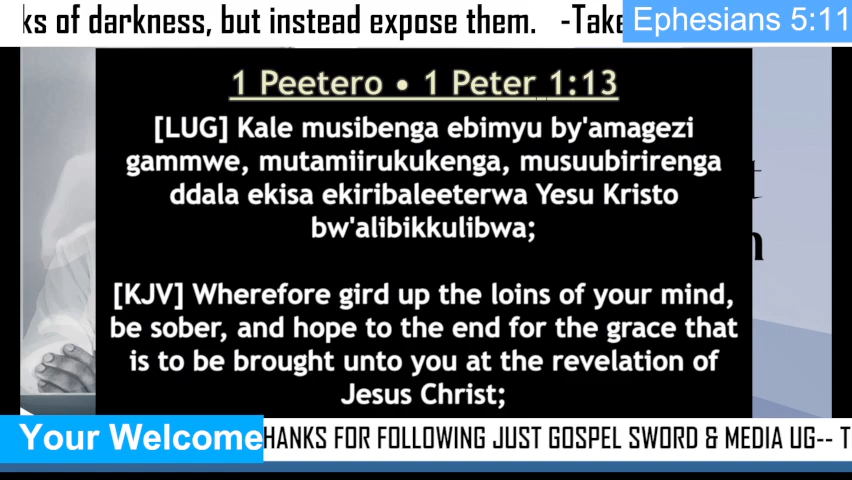 of darkness, but instead expose them. -Take
Ephesians 5:11
1 Peetero • 1 Peter 1:13
[LUG] Kale musibenga ebimyu by'amagezi
gammwe, mutamiirukukenga, musuubirirenga
ddala ekisa ekiribaleeterwa Yesu Kristo
bw'alibikkulibwa;
[KJV] Wherefore gird up the loins of your mind,
be sober, and hope to the end for the grace that
is to be brought unto you at the revelation of
Jesus Christ;
Your Welcome
HANKS FOR FOLLOWING JUST GOSPEL SWORD & MEDIA UG-- T